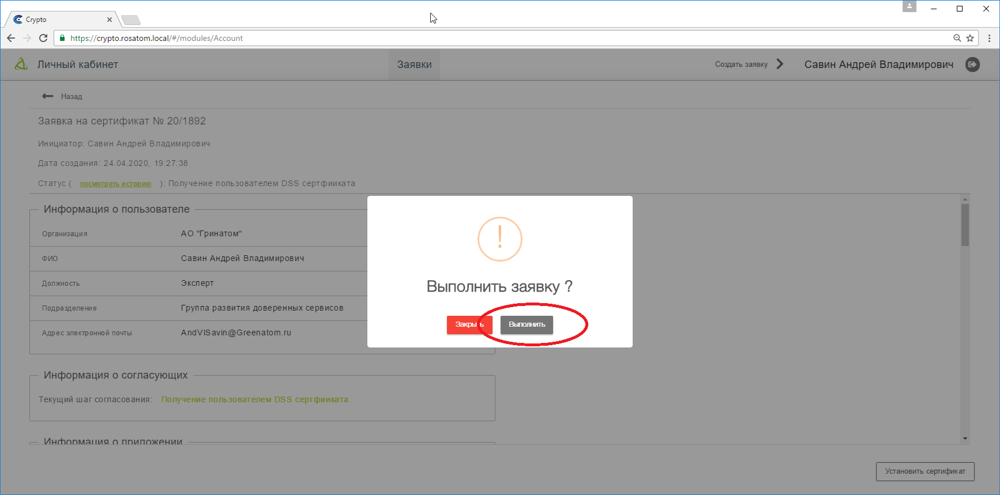 Crypto
https://crypto.rosatom.local/#/modules/Account
Личный кабинет
Заявки
Создать заявку
Савин Андрей Владимирович
Назад
Заявка на сертификат № 20/1892
Инициатор: Савин Андрей Владимирович
Дата создания: 24.04.2020, 19:27:38
Статус ( посмотреть историю ): Получение пользователем DSS сертфииката
Информация о пользователе
Организация АО "Гринатом"
ФИО Савин Андрей Владимирович
Должность Эксперт
Подразделение Группа развития доверенных сервисов
Адрес электронной почты AndVlSavin@Greenatom.ru
Выполнить заявку ?
Закрыть Выполнить
Информация о согласующих
Текущий шаг согласования: Получение пользователем DSS сертфииката
Информация о приложении
Установить сертификат